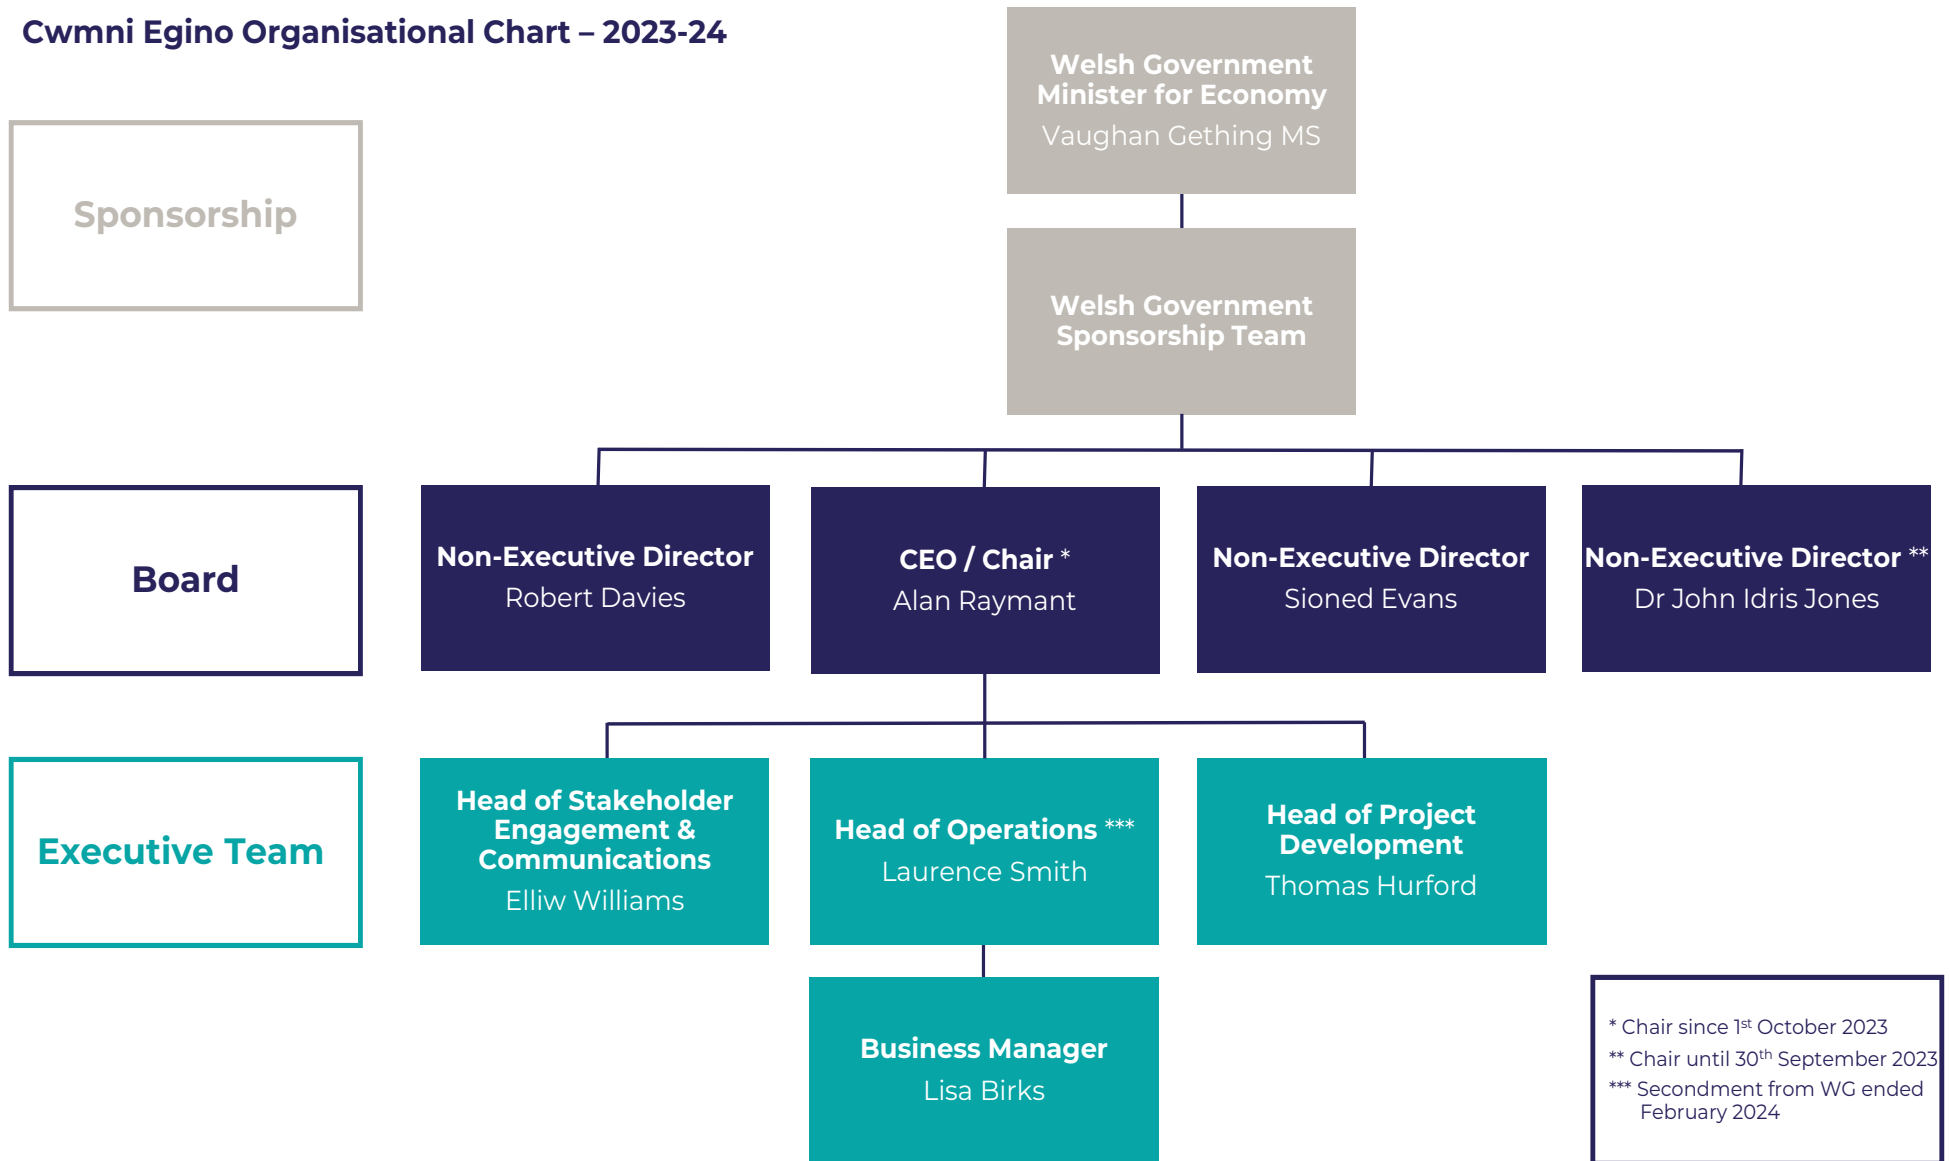 Cwmni Egino Organisational Chart – 2023-24
Welsh Government
Minister for Economy
Vaughan Gething MS
Sponsorship
Welsh Government
Sponsorship Team
Board
Non-Executive Director
Robert Davies
CEO / Chair *
Alan Raymant
Non-Executive Director
Sioned Evans
Non-Executive Director **
Dr John Idris Jones
Executive Team
Head of Stakeholder
Engagement &
Communications
Elliw Williams
Head of Operations ***
Laurence Smith
Head of Project
Development
Thomas Hurford
Business Manager
Lisa Birks
* Chair since 1st October 2023
** Chair until 30th September 2023
*** Secondment from WG ended
February 2024